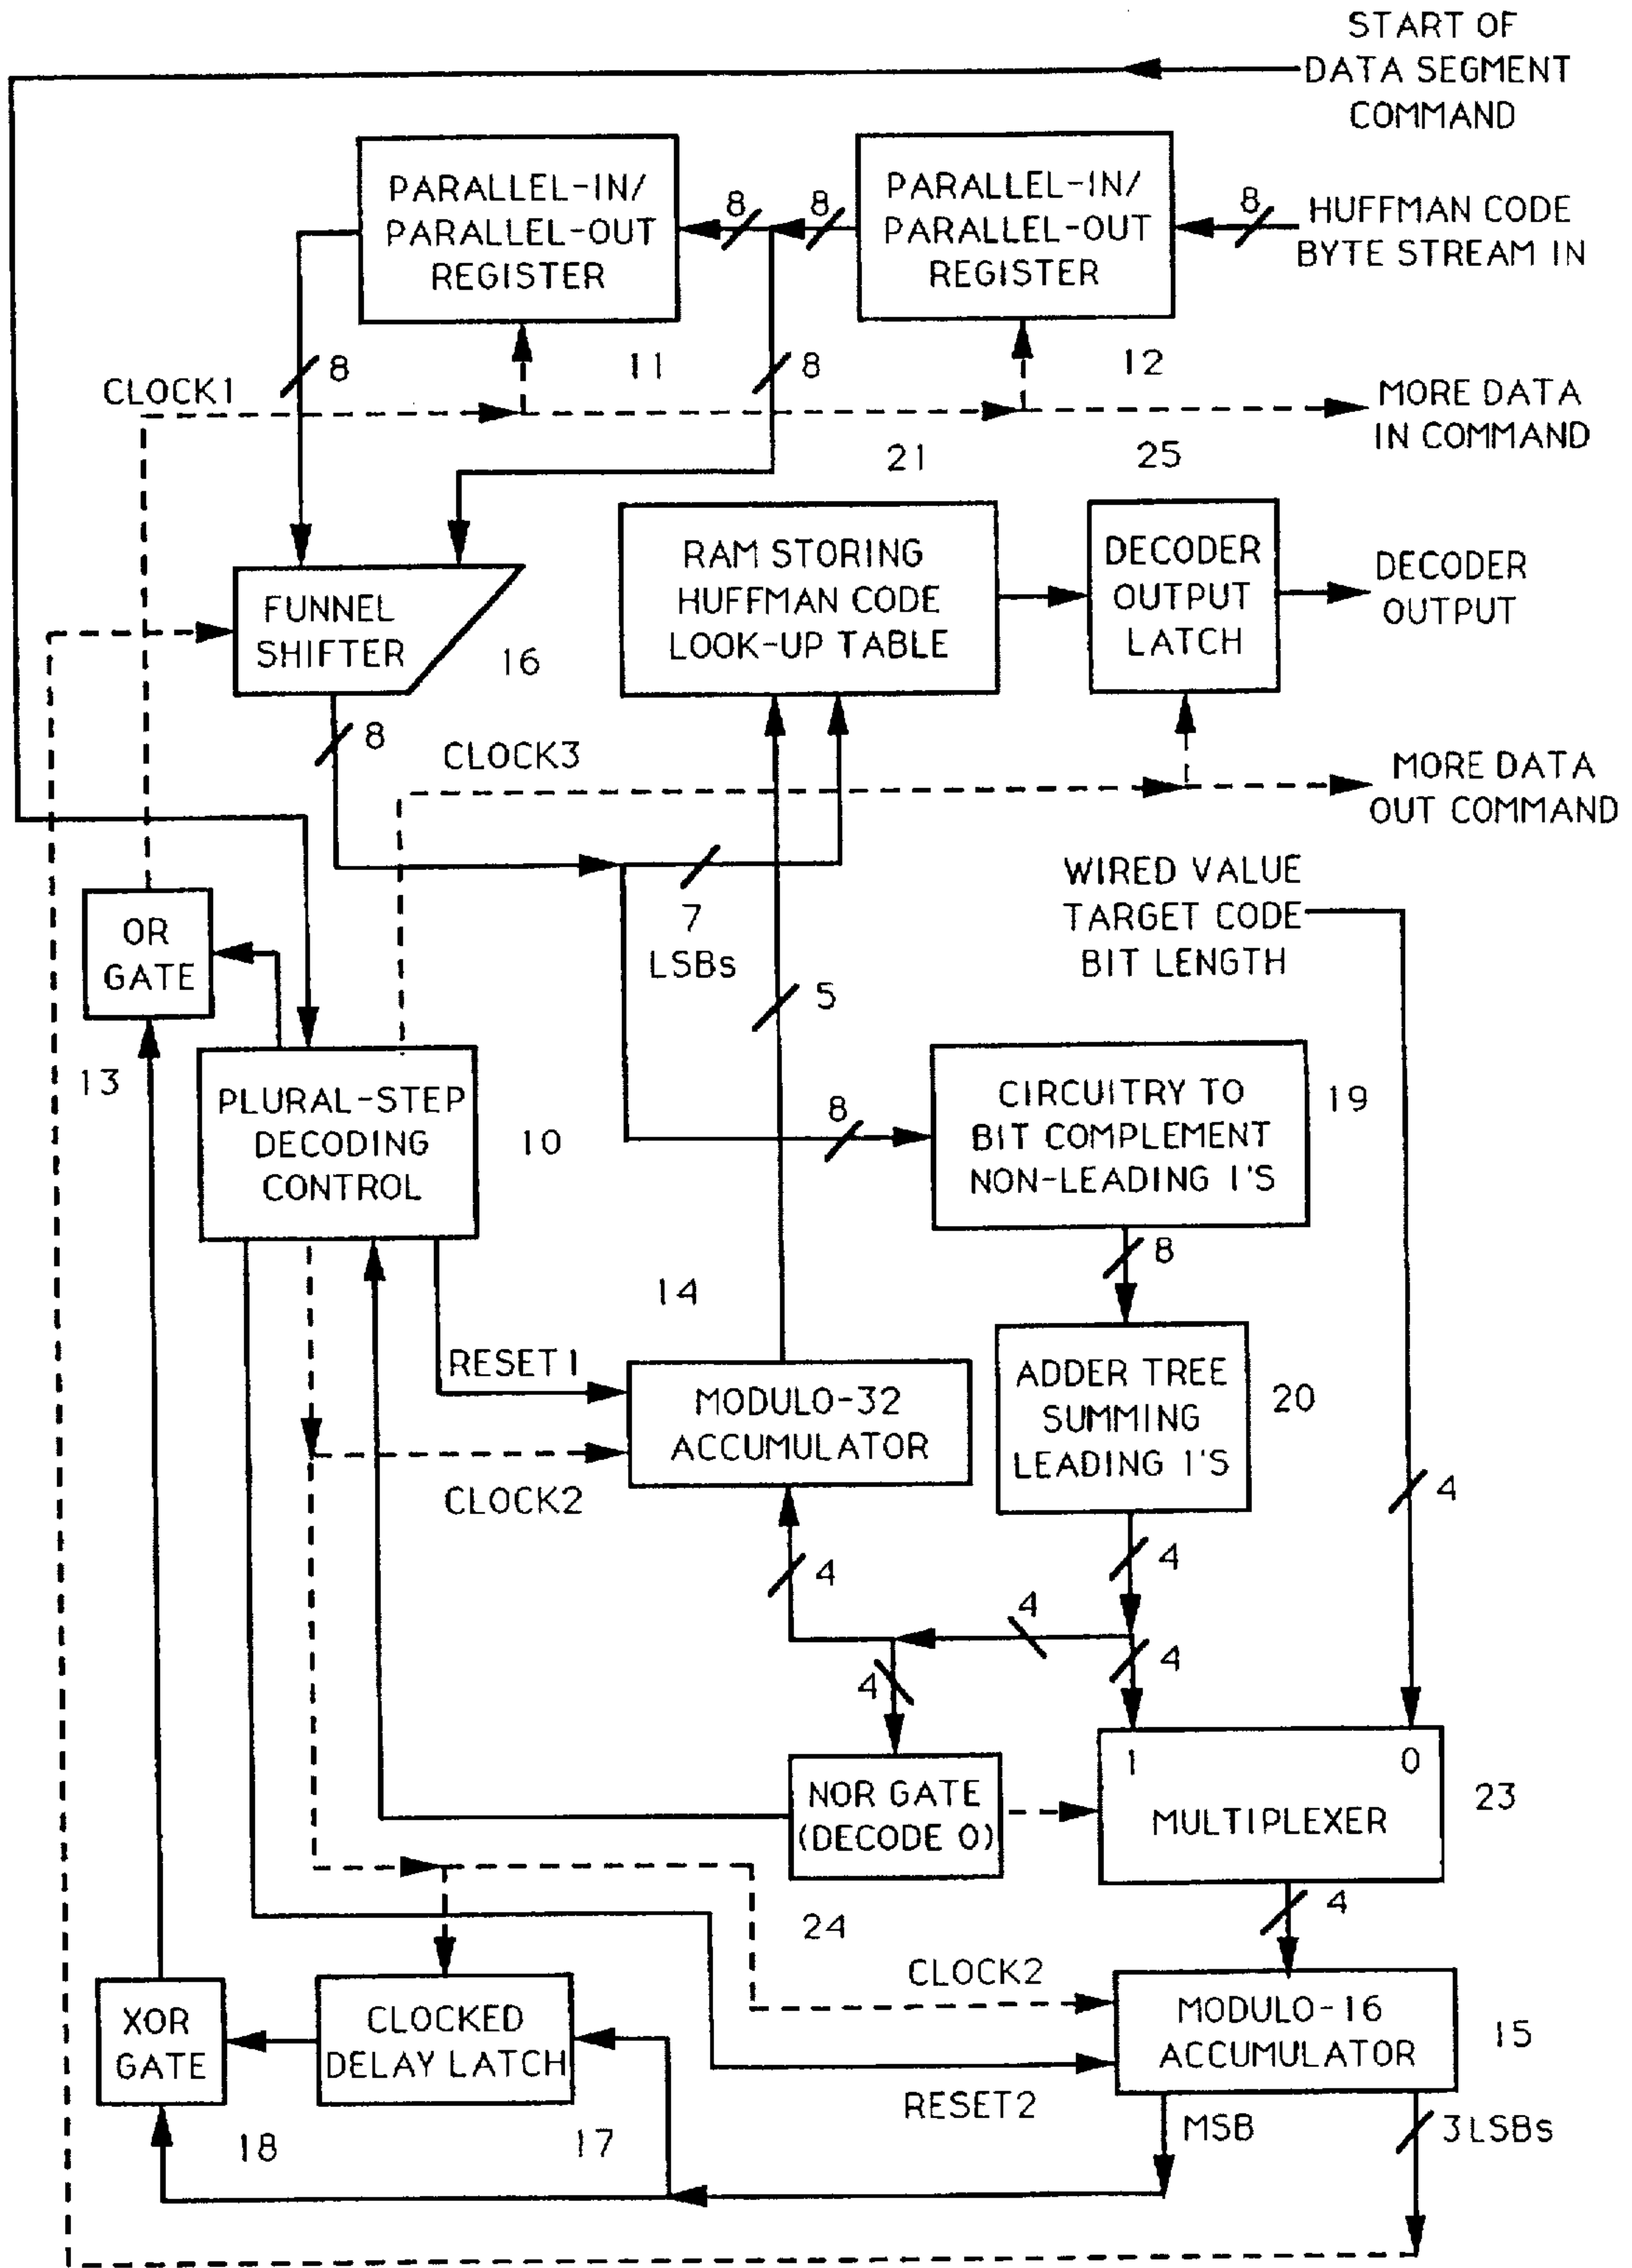 START OF
DATA SEGMENT
COMMAND
PARALLEL-IN/
PARALLEL-OUT
REGISTER
8
8
PARALLEL-IN/
PARALLEL-OUT
REGISTER
8
HUFFMAN CODE
BYTE STREAM IN
CLOCK1
8
11
8
12
MORE DATA
IN COMMAND
21
25
FUNNEL
SHIFTER
16
RAM STORING
HUFFMAN CODE
LOOK-UP TABLE
DECODER
OUTPUT
LATCH
DECODER
OUTPUT
8
CLOCK3
MORE DATA
OUT COMMAND
7
LSBs
WIRED VALUE
TARGET CODE
BIT LENGTH
OR
GATE
5
13
PLURAL-STEP
DECODING
CONTROL
10
8
CIRCUITRY TO
BIT COMPLEMENT
NON-LEADING 1'S
19
8
14
RESET1
MODULO-32
ACCUMULATOR
ADDER TREE
SUMMING
LEADING 1'S
20
CLOCK2
4
4
4
4
4
4
NOR GATE
(DECODE 0)
1
0
MULTIPLEXER
23
24
4
CLOCK2
XOR
GATE
CLOCKED
DELAY LATCH
MODULO-16
ACCUMULATOR
15
RESET2
18
17
MSB
3 LSBs